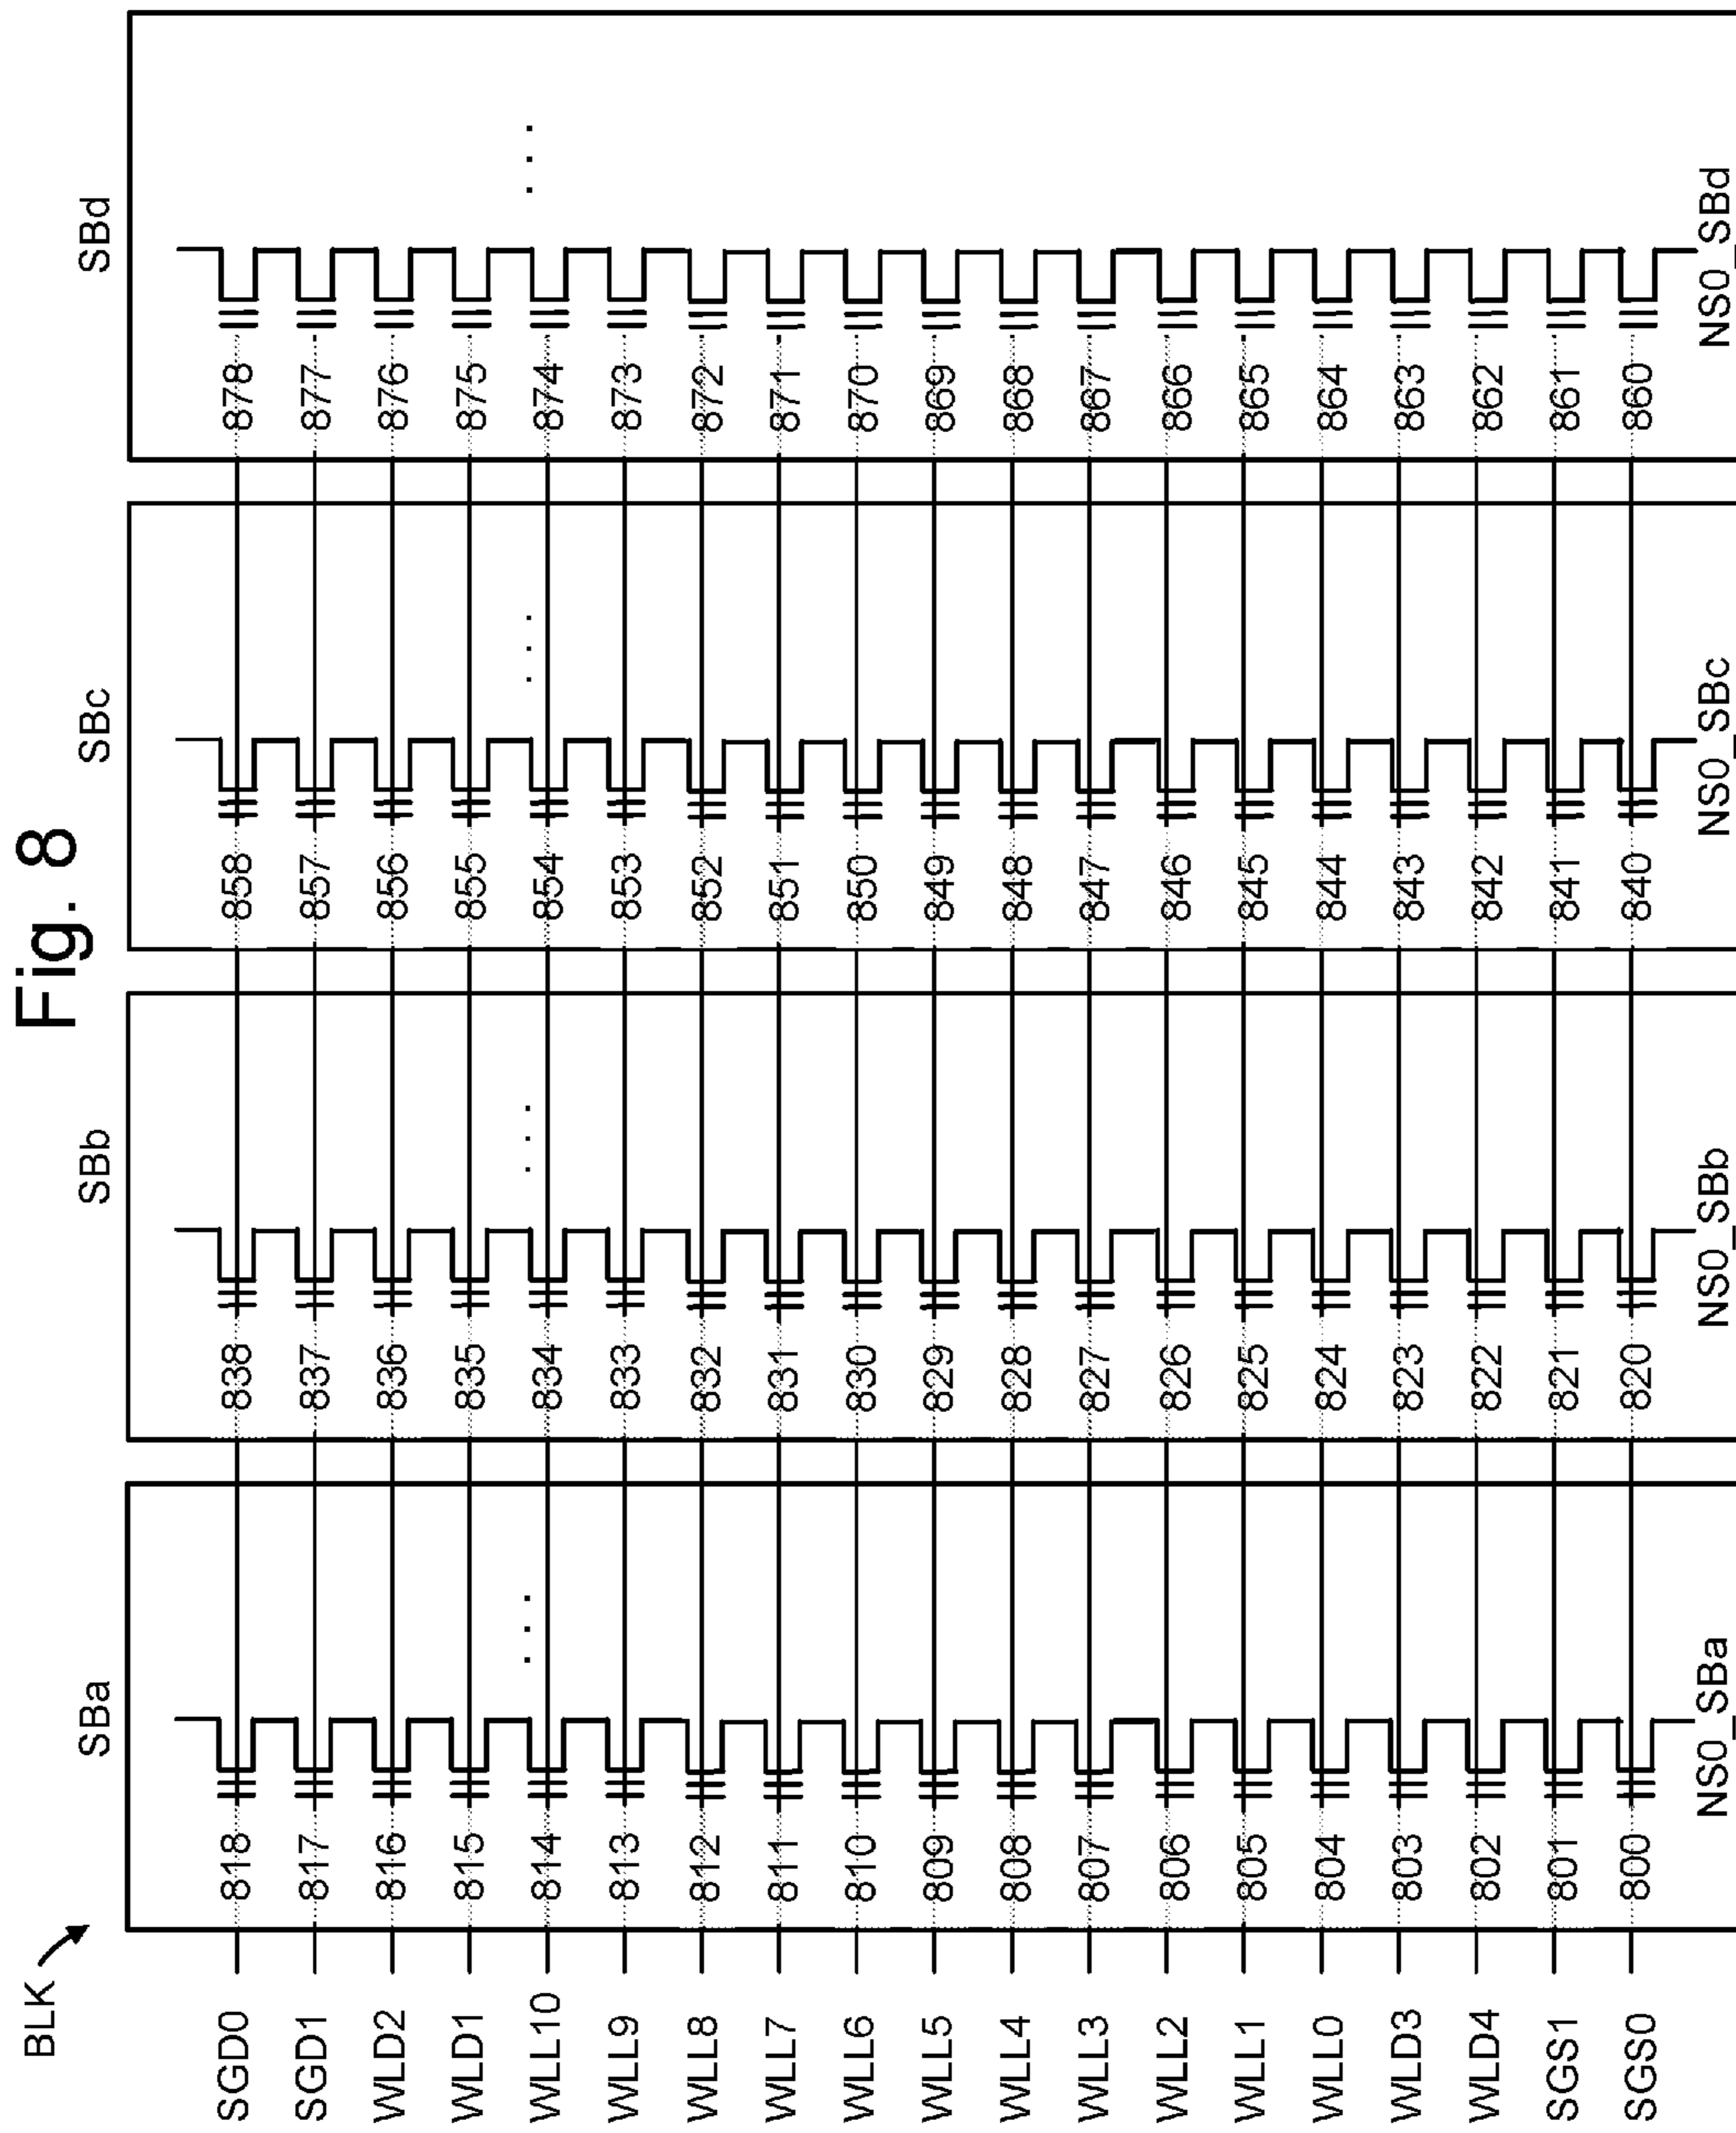 Fig. 8
BLK
SBa SBb SBc SBd
SGD0 818 838 858 878
SGD1 817 837 857 877
WLD2 816 836 856 876
WLD1 815 835 855 875
WLL10 814 834 854 874
WLL9 813 833 853 873
WLL8 812 832 852 872
WLL7 811 831 851 871
WLL6 810 830 850 870
WLL5 809 829 849 869
WLL4 808 828 848 868
WLL3 807 827 847 867
WLL2 806 826 846 866
WLL1 805 825 845 865
WLL0 804 824 844 864
WLD3 803 823 843 863
WLD4 802 822 842 862
SGS1 801 821 841 861
SGS0 800 820 840 860
NS0_SBa NS0_SBb NS0_SBc NS0_SBd